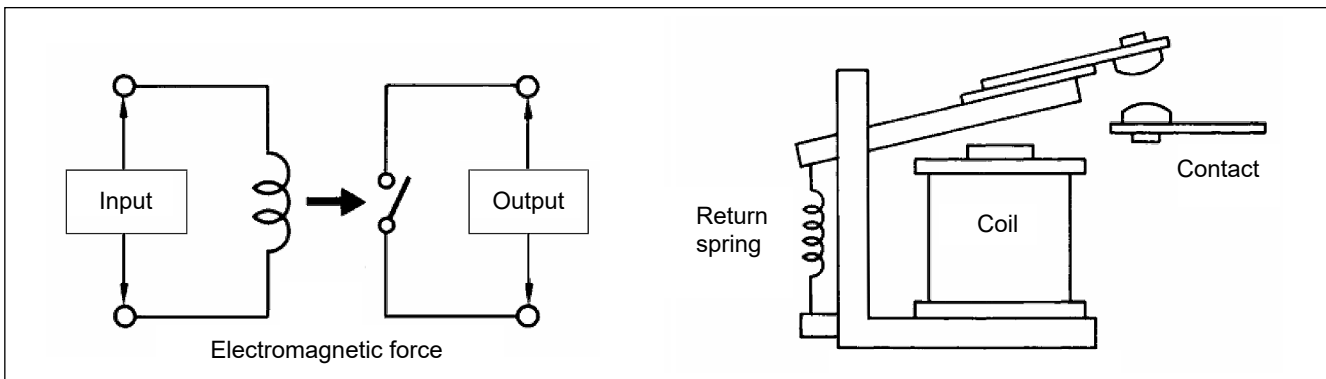 Input
Output
Electromagnetic force
Return
spring
Coil
Contact